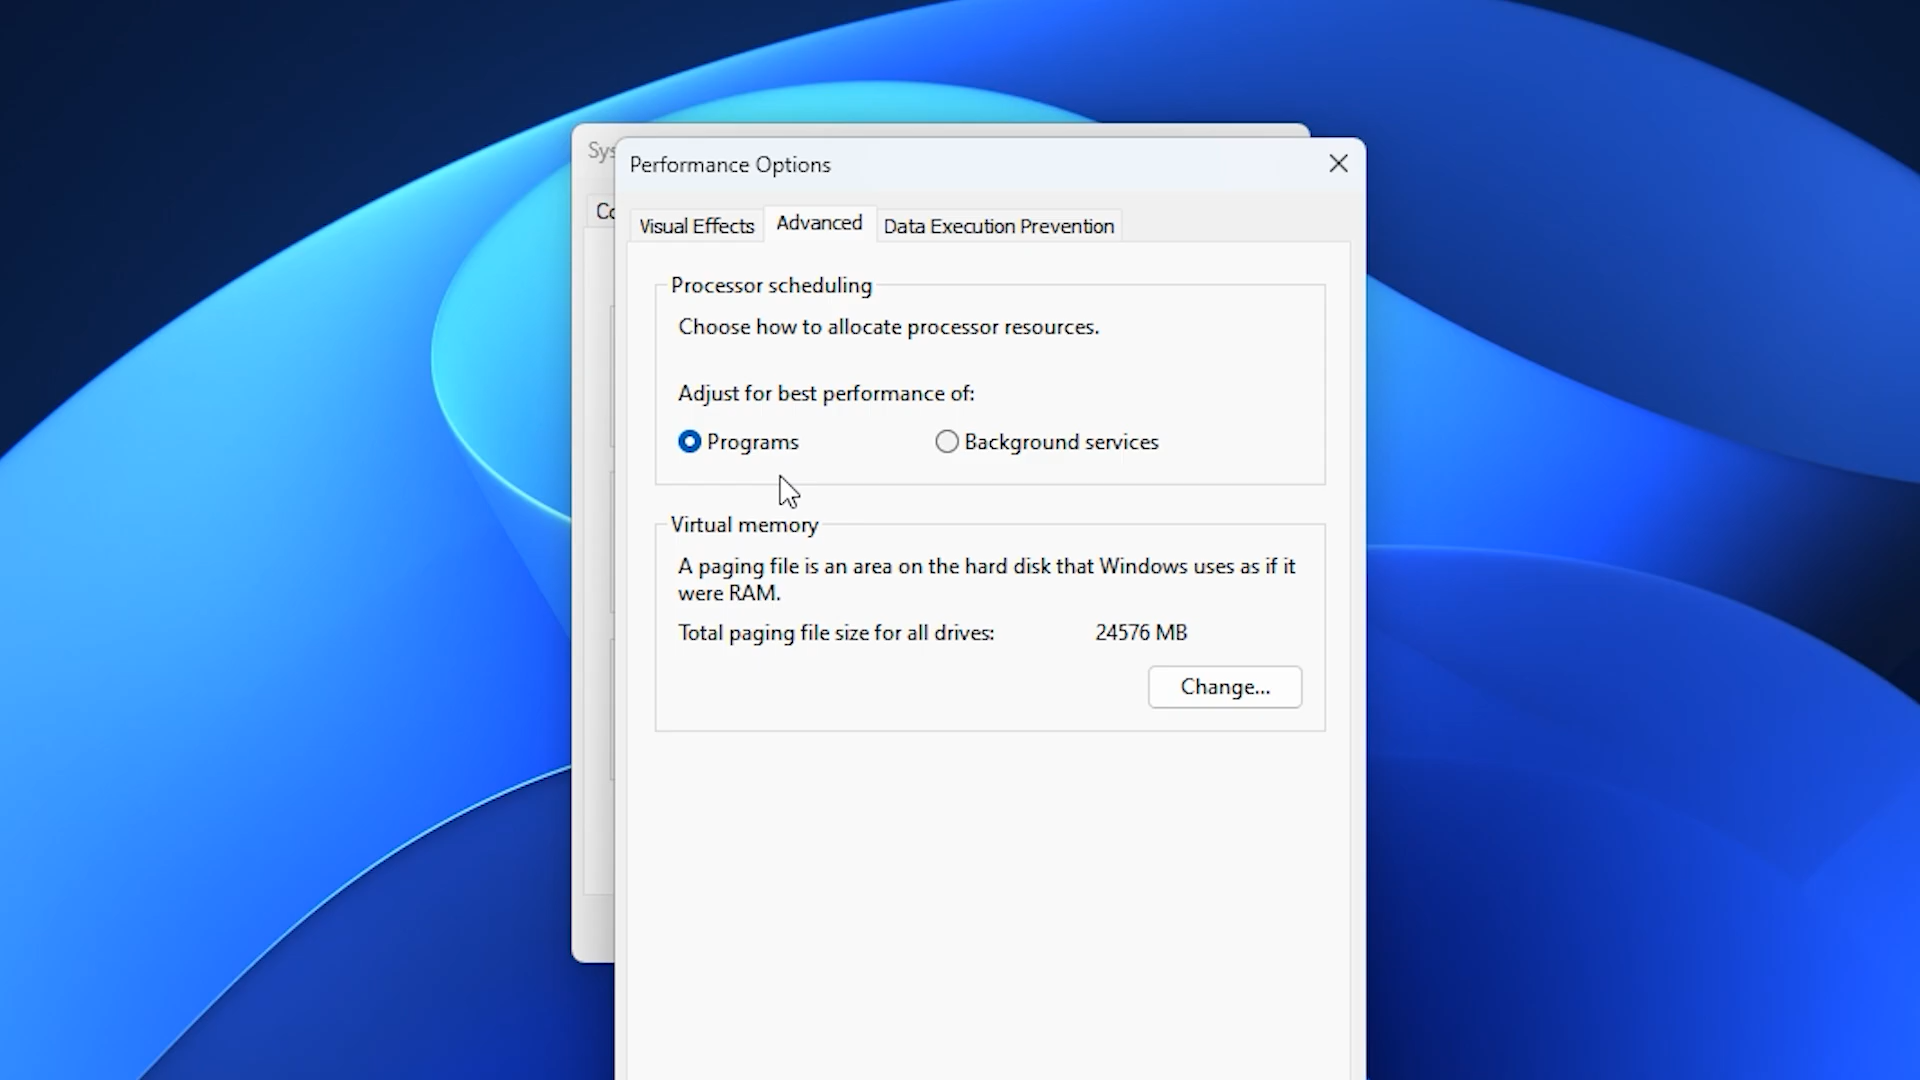 Sys
Performance Options
Co
Visual Effects
Advanced
Data Execution Prevention
Processor scheduling
Choose how to allocate processor resources.
Adjust for best performance of:
Programs
Background services
Virtual memory
A paging file is an area on the hard disk that Windows uses as if it
were RAM.
Total paging file size for all drives: 24576 MB
Change...